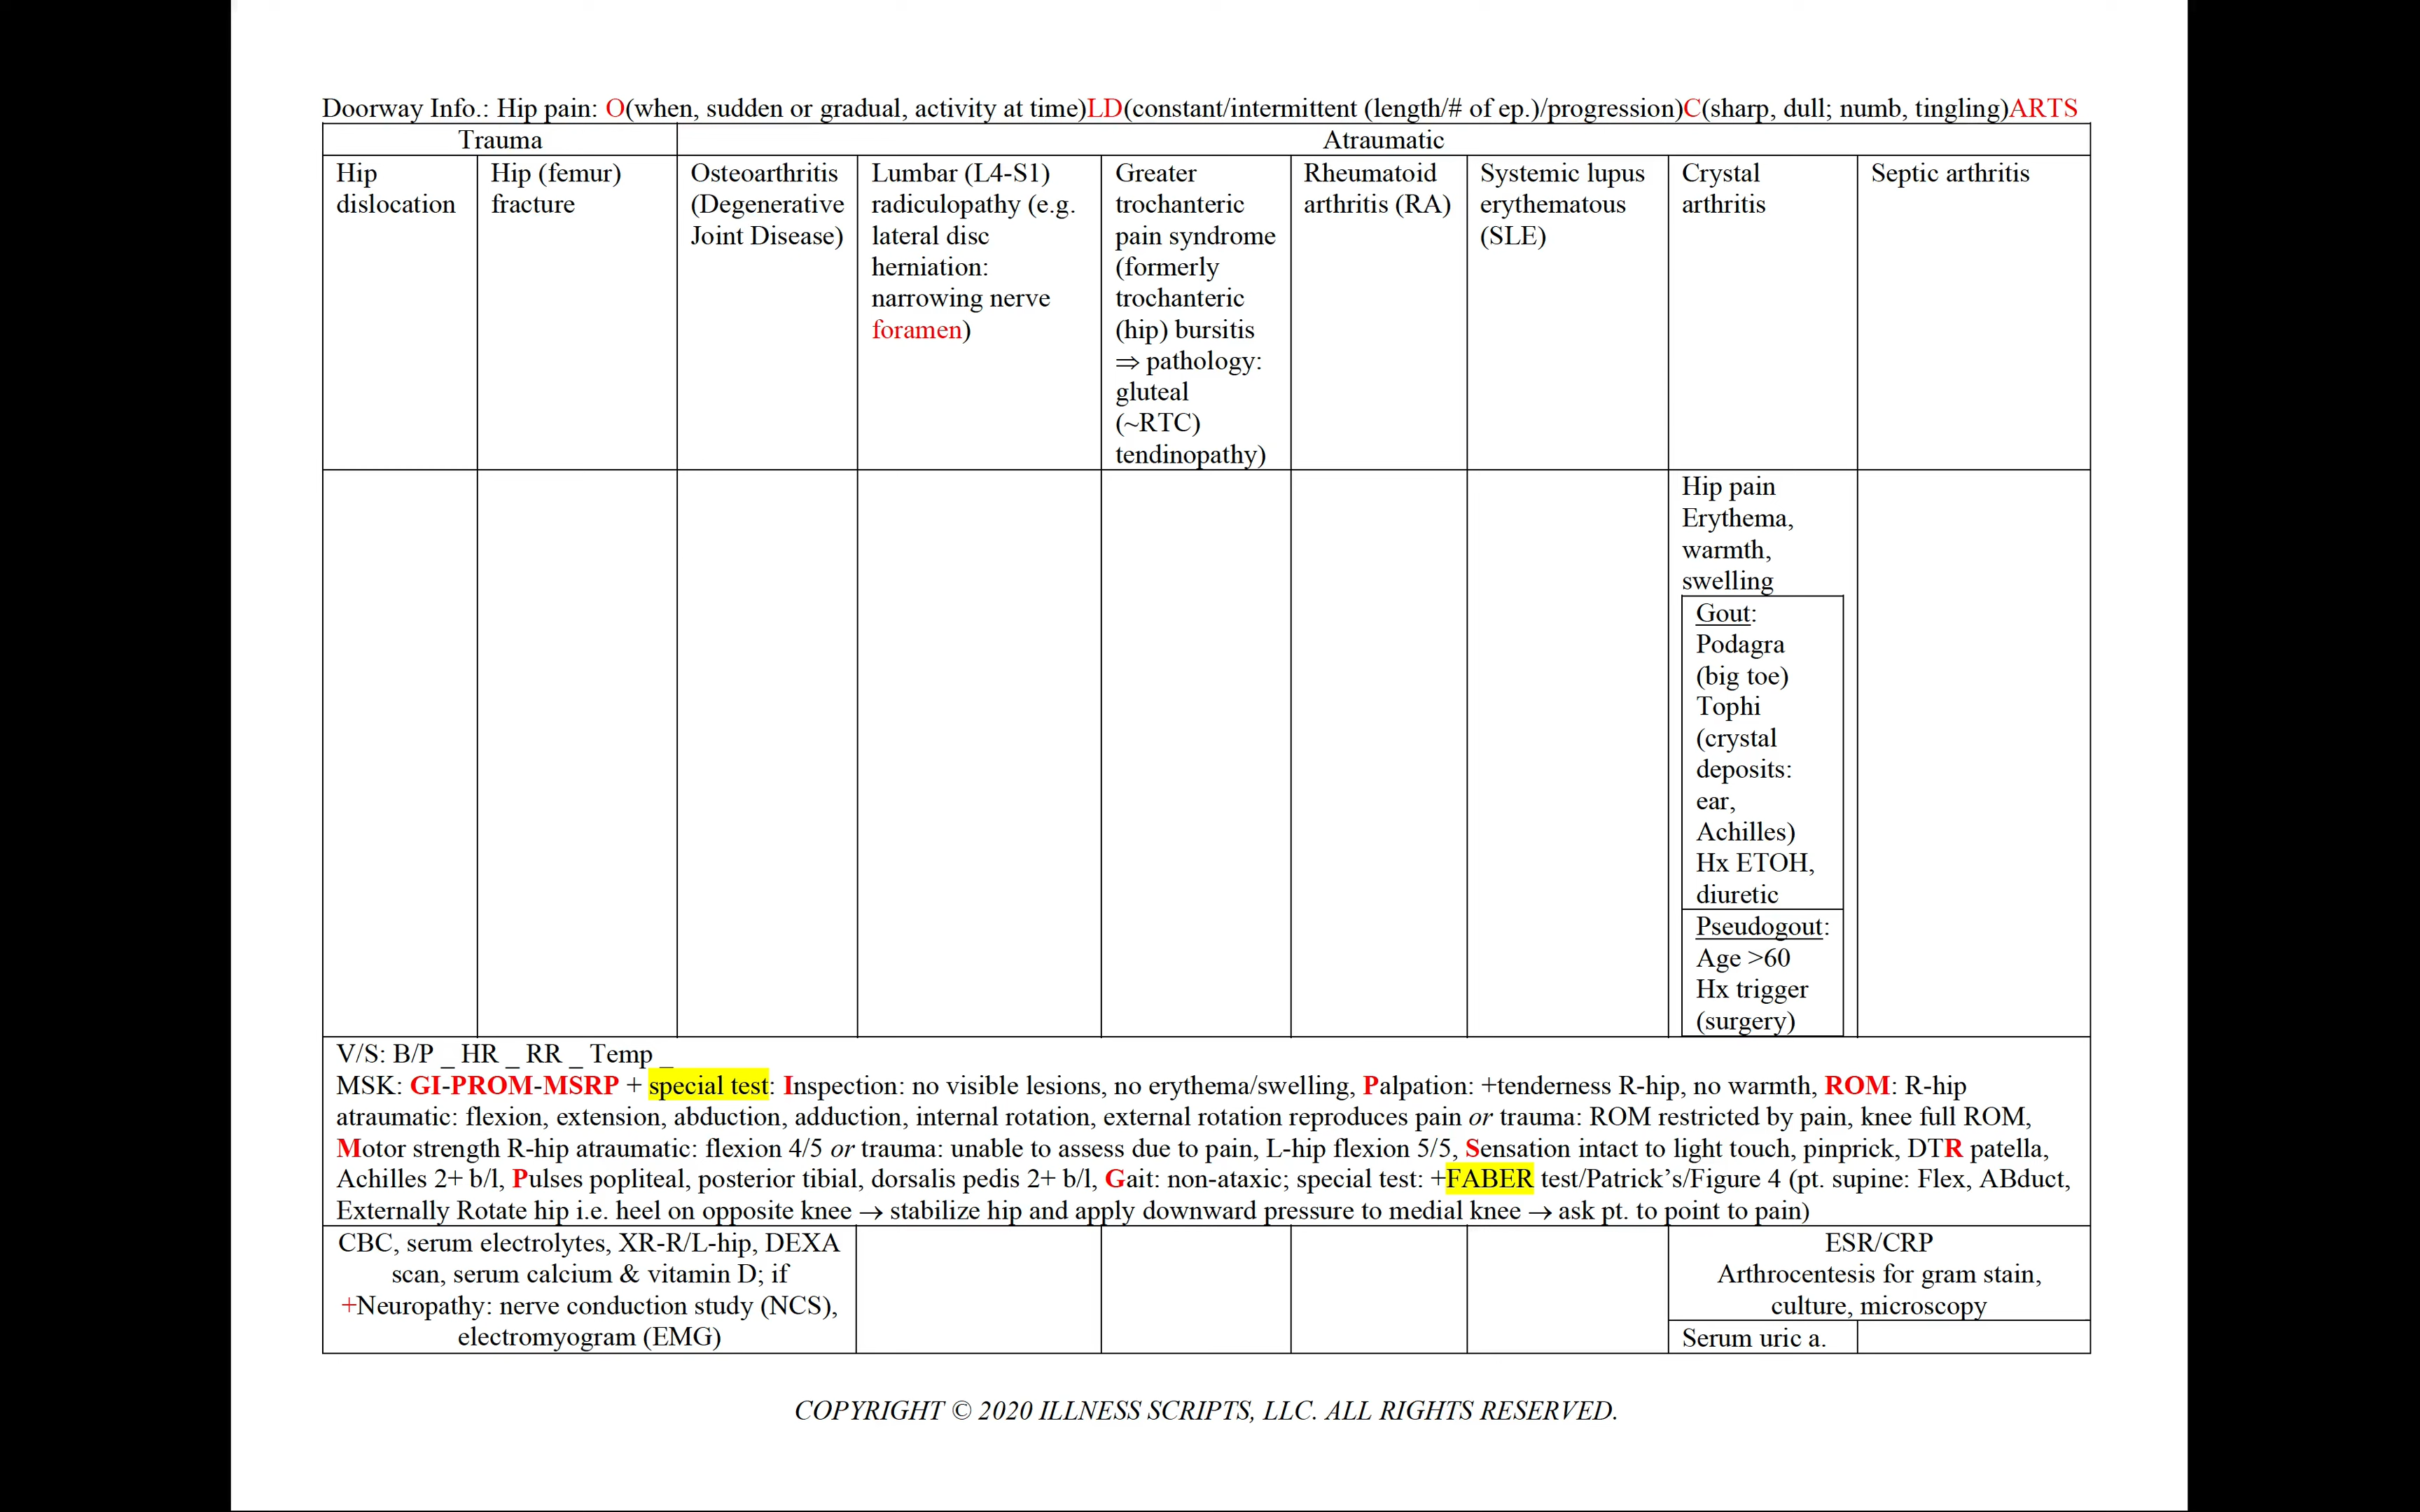 Doorway Info.: Hip pain: O(when, sudden or gradual, activity at time)LD(constant/intermittent (length/# of ep.)/progression)C(sharp, dull; numb, tingling)ARTS
Trauma
Atraumatic
Hip
dislocation
Hip (femur)
fracture
Osteoarthritis
(Degenerative
Joint Disease)
Lumbar (L4-S1)
radiculopathy (e.g.
lateral disc
herniation:
narrowing nerve
foramen)
Greater
trochanteric
pain syndrome
(formerly
trochanteric
(hip) bursitis
⇒ pathology:
gluteal
(~RTC)
tendinopathy)
Rheumatoid
arthritis (RA)
Systemic lupus
erythematous
(SLE)
Crystal
arthritis
Septic arthritis
Hip pain
Erythema,
warmth,
swelling
Gout:
Podagra
(big toe)
Tophi
(crystal
deposits:
ear,
Achilles)
Hx ETOH,
diuretic
Pseudogout:
Age >60
Hx trigger
(surgery)
V/S: B/P _ HR _ RR _ Temp _
MSK: GI-PROM-MSRP + special test: Inspection: no visible lesions, no erythema/swelling, Palpation: +tenderness R-hip, no warmth, ROM: R-hip
atraumatic: flexion, extension, abduction, adduction, internal rotation, external rotation reproduces pain or trauma: ROM restricted by pain, knee full ROM,
Motor strength R-hip atraumatic: flexion 4/5 or trauma: unable to assess due to pain, L-hip flexion 5/5, Sensation intact to light touch, pinprick, DTR patella,
Achilles 2+ b/l, Pulses popliteal, posterior tibial, dorsalis pedis 2+ b/l, Gait: non-ataxic; special test: +FABER test/Patrick's/Figure 4 (pt. supine: Flex, ABduct,
Externally Rotate hip i.e. heel on opposite knee → stabilize hip and apply downward pressure to medial knee → ask pt. to point to pain)
CBC, serum electrolytes, XR-R/L-hip, DEXA
scan, serum calcium & vitamin D; if
+Neuropathy: nerve conduction study (NCS),
electromyogram (EMG)
ESR/CRP
Arthrocentesis for gram stain,
culture, microscopy
Serum uric a.
COPYRIGHT © 2020 ILLNESS SCRIPTS, LLC. ALL RIGHTS RESERVED.